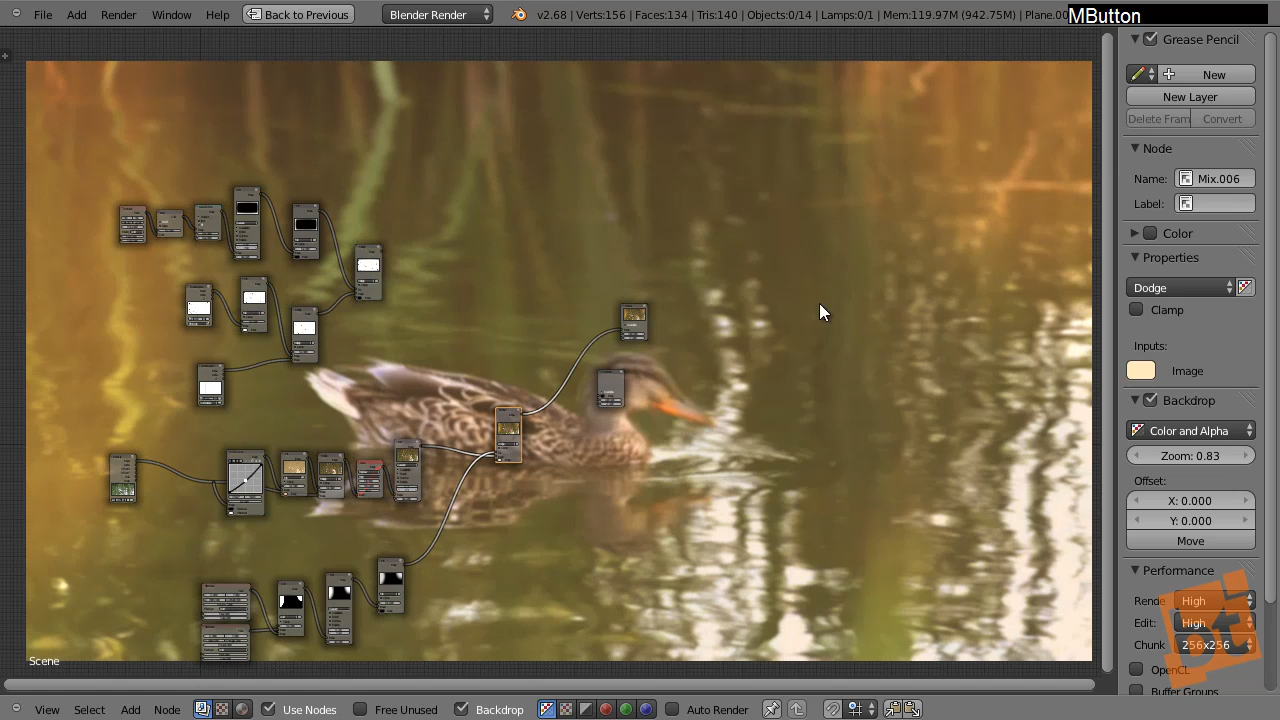 File Add Render Window Help Back to Previous Blender Render v2.68 | Verts:156 | Faces:134 | Tris:140 | Objects:0/14 | Lamps:0/1 | Mem:119.97M (942.75M) | Plane.00 MButton
Grease Pencil
New
New Layer
Delete Fram Convert
Node
Name: Mix.006
Label:
Color
Properties
Dodge
Clamp
Inputs:
Image
Backdrop
Color and Alpha
Zoom: 0.83
Offset:
X: 0.000
Y: 0.000
Move
Performance
Rende High
Edit: High
Chunk 256x256
OpenCL
Buffer Groups
Scene
View Select Add Node Use Nodes Free Unused Backdrop Auto Render